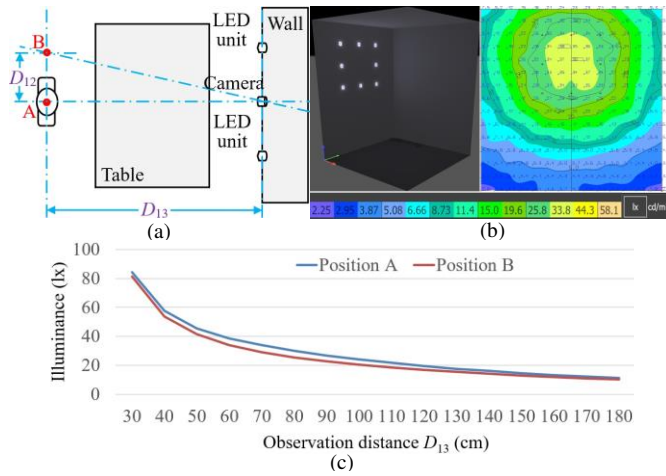 LED
unit
Wall
B
D12
Camera
A
LED
unit
Table
D13
(a)
2.25 2.95 3.87 5.08 6.66 8.73 11.4 15.0 19.6 25.8 33.8 44.3 58.1 lx cd/m
(b)
100
80
60
40
20
0
Illuminance (lx)
Position A
Position B
30 40 50 60 70 80 90 100 110 120 130 140 150 160 170 180
Observation distance D13 (cm)
(c)